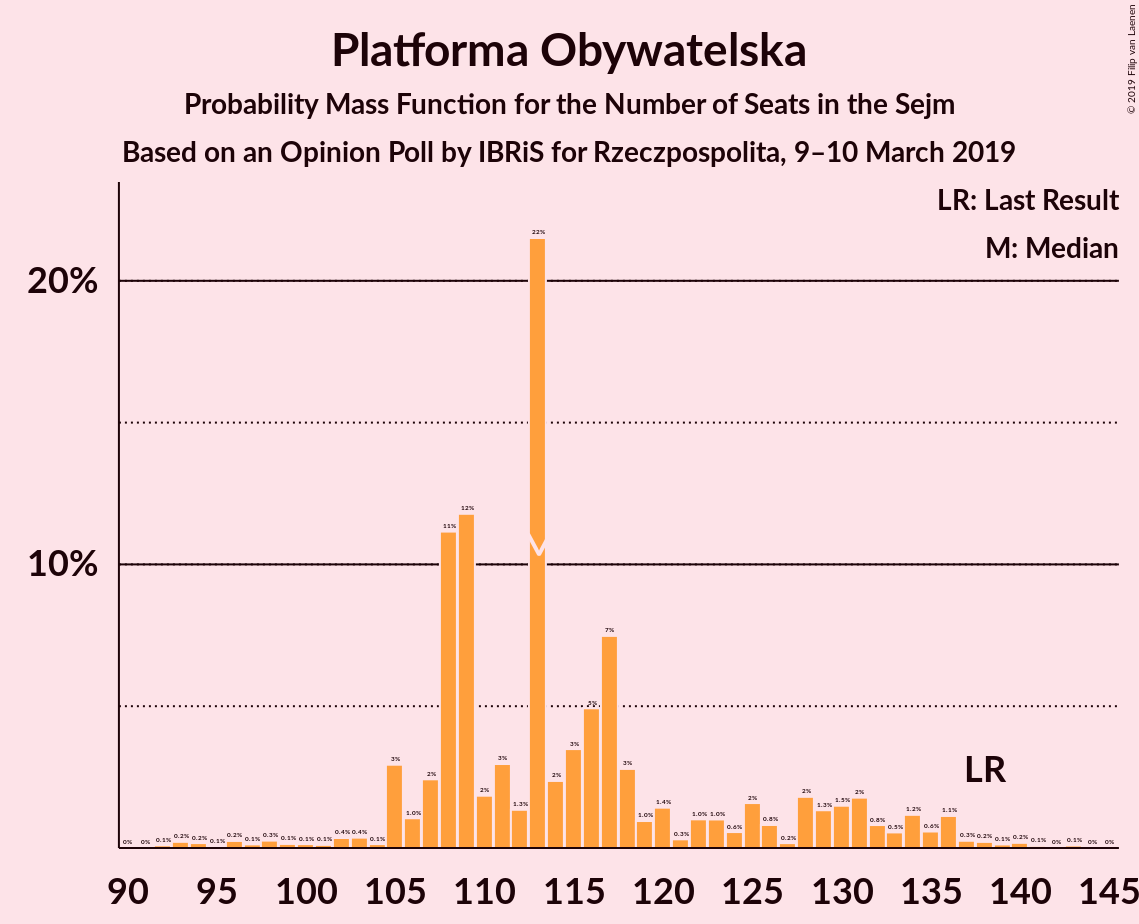 Platforma Obywatelska
Probability Mass Function for the Number of Seats in the Sejm
Based on an Opinion Poll by IBRiS for Rzeczpospolita, 9–10 March 2019
© 2019 Filip van Laenen
LR: Last Result
M: Median
20%
10%
0% 0% 0.1% 0.2% 0.2% 0.1% 0.2% 0.1% 0.3% 0.1% 0.1% 0.1% 0.4% 0.4% 0.1% 3% 1.0% 2% 11% 12% 2% 3% 1.3% 22% 2% 3% 5% 7% 3% 1.0% 1.4% 0.3% 1.0% 1.0% 0.6% 2% 0.8% 0.2% 2% 1.3% 1.5% 2% 0.8% 0.5% 1.2% 0.6% 1.1% 0.3% 0.2% 0.1% 0.2% 0.1% 0% 0.1% 0% 0%
M
LR
90 95 100 105 110 115 120 125 130 135 140 145